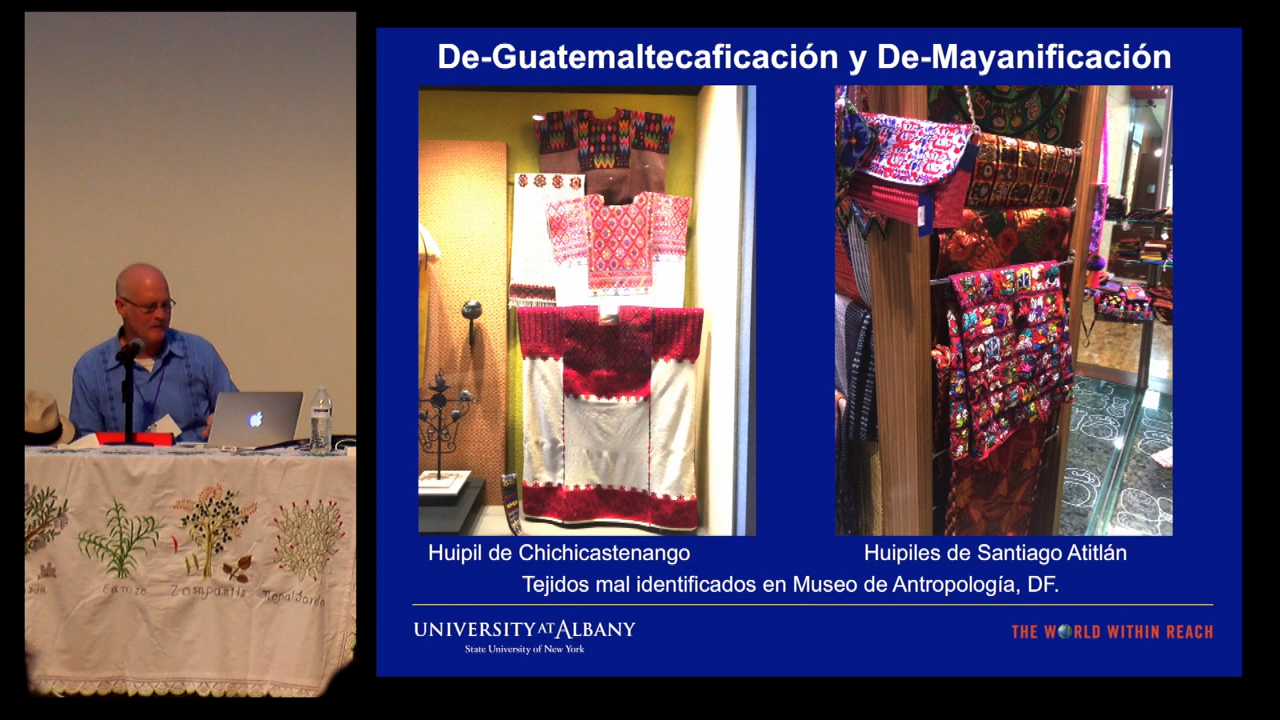 De-Guatemaltecaficación y De-Mayanificación
Huipil de Chichicastenango
Huipiles de Santiago Atitlán
Tejidos mal identificados en Museo de Antropología, DF.
UNIVERSITY AT ALBANY
State University of New York
THE WORLD WITHIN REACH
Zompantle